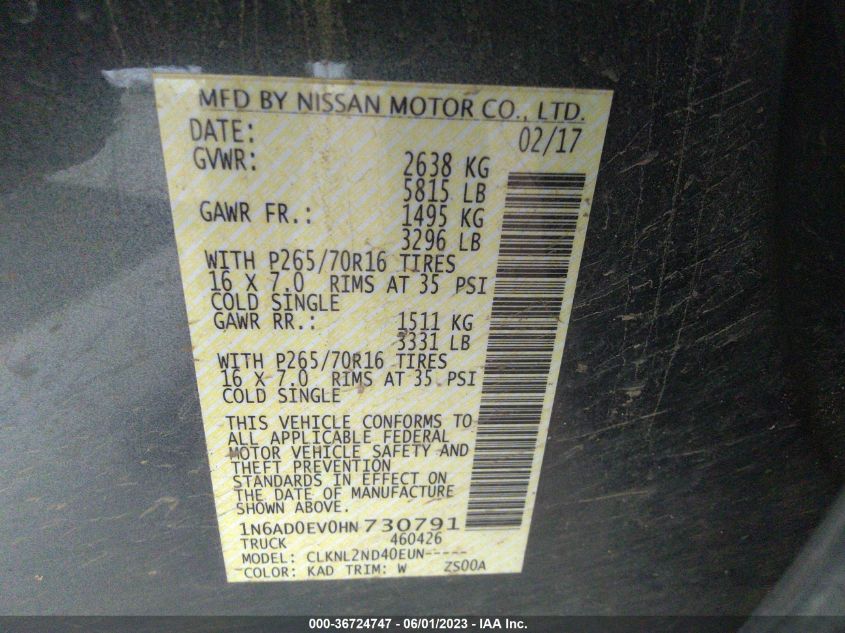 MFD BY NISSAN MOTOR CO., LTD.
DATE: 02/17
GVWR: 2638 KG
5815 LB
GAWR FR.: 1495 KG
3296 LB
WITH P265/70R16 TIRES
16 X 7.0 RIMS AT 35 PSI
COLD SINGLE
GAWR RR.: 1511 KG
3331 LB
WITH P265/70R16 TIRES
16 X 7.0 RIMS AT 35 PSI
COLD SINGLE
THIS VEHICLE CONFORMS TO
ALL APPLICABLE FEDERAL
MOTOR VEHICLE SAFETY AND
THEFT PREVENTION
STANDARDS IN EFFECT ON
THE DATE OF MANUFACTURE
SHOWN ABOVE.
1N6AD0EV0HN730791
TRUCK 460426
MODEL: CLKNL2ND40EUN-----
COLOR: KAD TRIM: W ZS00A
000-36724747 - 06/01/2023 - IAA Inc.